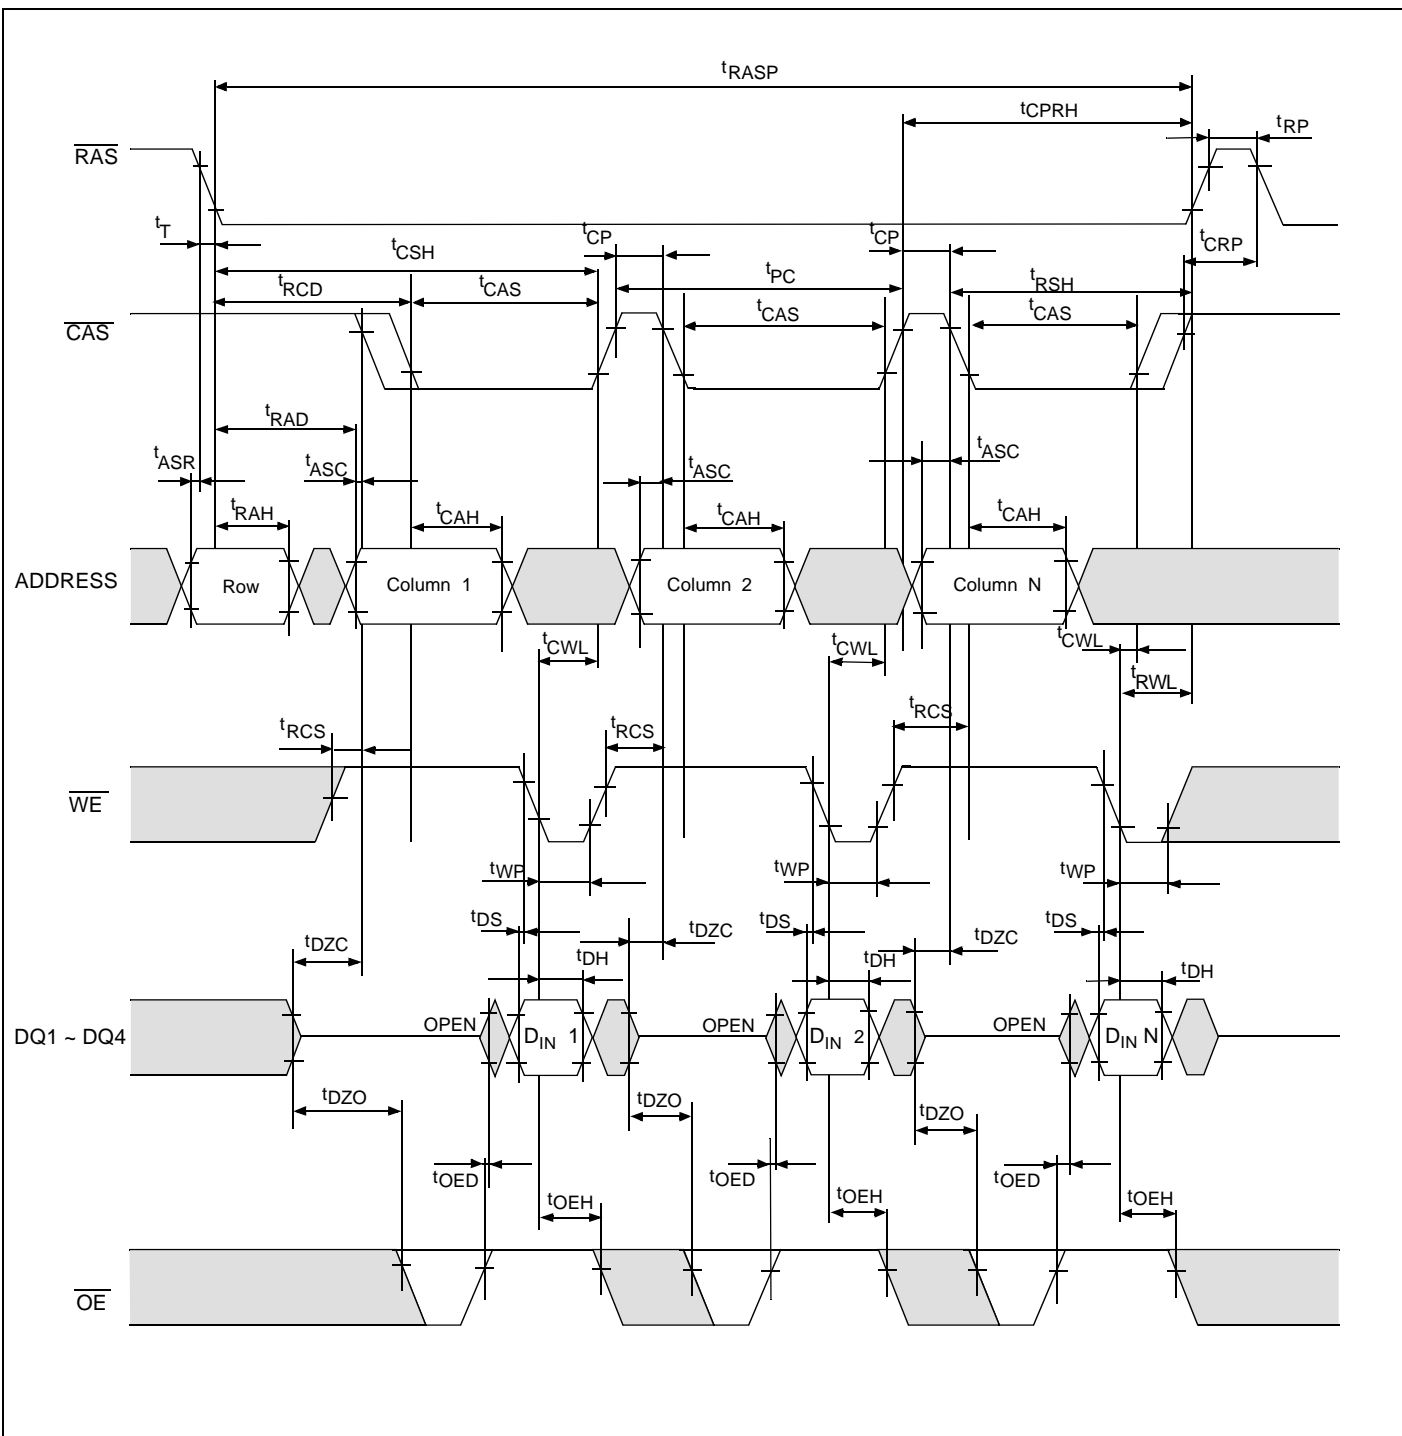 tRASP
tCPRH
tRP
RAS
tT
tCSH
tCP
tCP
tCRP
tRCD
tCAS
tPC
tRSH
CAS
tCAS
tCAS
tRAD
tASR
tASC
tASC
tASC
tRAH
tCAH
tCAH
tCAH
ADDRESS
Row
Column 1
Column 2
Column N
tCWL
tCWL
tCWL
tRWL
tRCS
tRCS
tRCS
WE
tWP
tWP
tWP
tDS
tDZC
tDS
tDZC
tDS
tDZC
tDH
tDH
tDH
DQ1 ~ DQ4
OPEN
DIN 1
OPEN
DIN 2
OPEN
DIN N
tDZO
tDZO
tDZO
tOED
tOED
tOED
tOEH
tOEH
tOEH
OE